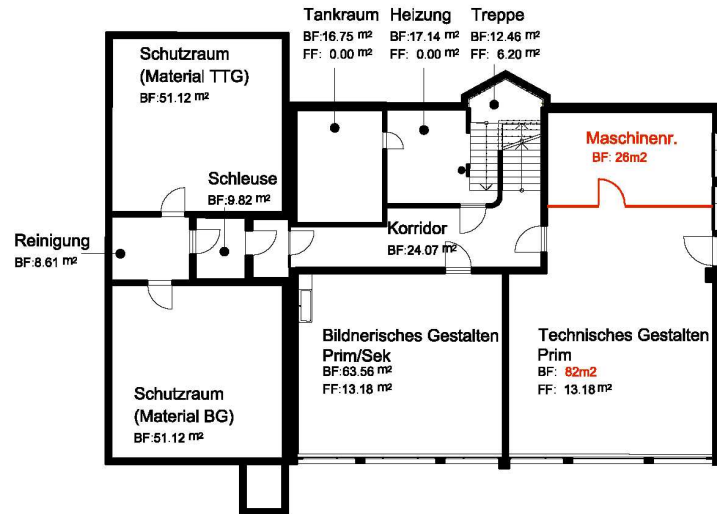 Tankraum
BF:16.75 m²
FF: 0.00 m²
Heizung
BF:17.14 m²
FF: 0.00 m²
Treppe
BF:12.46 m²
FF: 6.20 m²
Schutzraum
(Material TTG)
BF:51.12 m²
Maschinenr.
BF: 26m2
Schleuse
BF:9.82 m²
Reinigung
BF:8.61 m²
Korridor
BF:24.07 m²
Bildnerisches Gestalten
Prim/Sek
BF:63.56 m²
FF:13.18 m²
Technisches Gestalten
Prim
BF: 82m2
FF: 13.18 m²
Schutzraum
(Material BG)
BF:51.12 m²